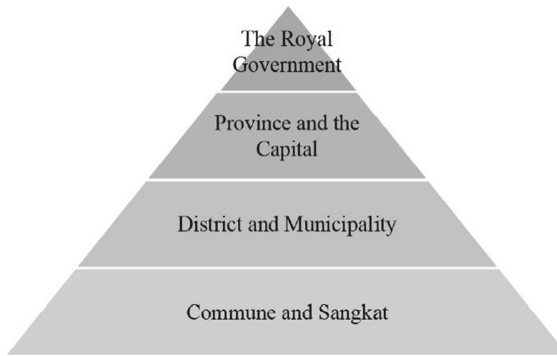 The Royal
Government
Province and the
Capital
District and Municipality
Commune and Sangkat